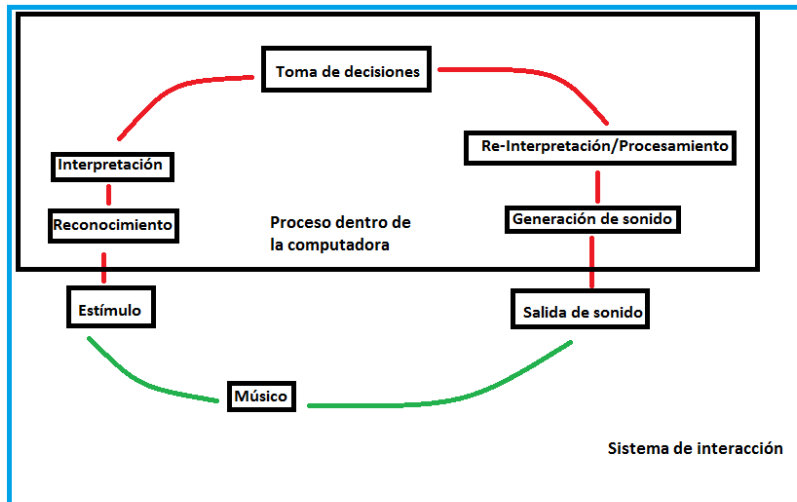 Toma de decisiones
Interpretación
Re-Interpretación/Procesamiento
Reconocimiento
Proceso dentro de
la computadora
Generación de sonido
Estímulo
Salida de sonido
Músico
Sistema de interacción